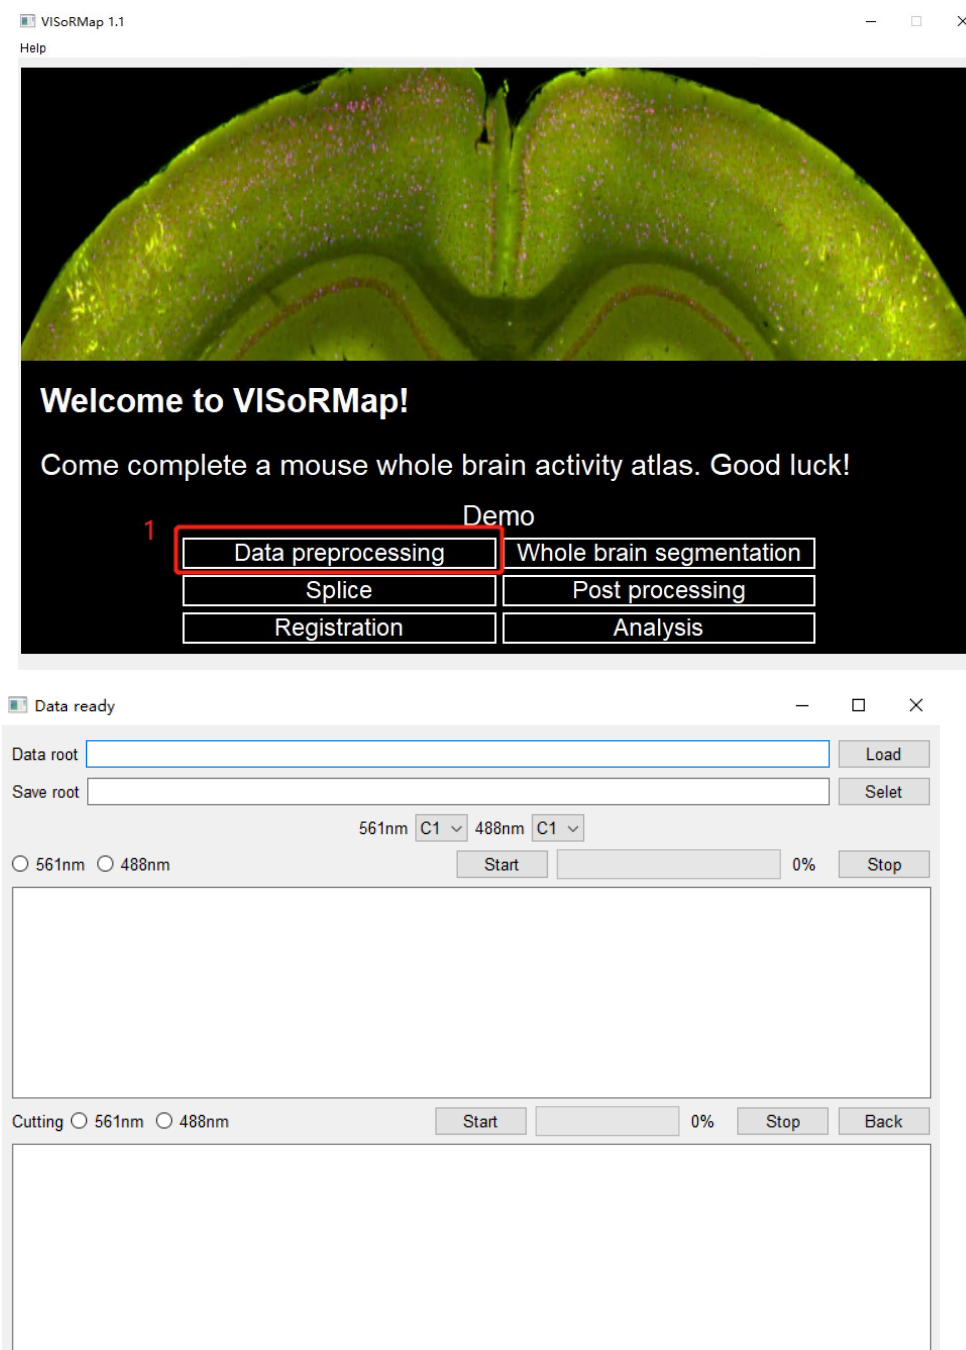 VISoRMap 1.1
Help
Welcome to VISoRMap!
Come complete a mouse whole brain activity atlas. Good luck!
Demo
1
Data preprocessing Whole brain segmentation
Splice Post processing
Registration Analysis
Data ready
Data root Load
Save root Selet
561nm C1 488nm C1
561nm 488nm Start 0% Stop
Cutting 561nm 488nm Start 0% Stop Back